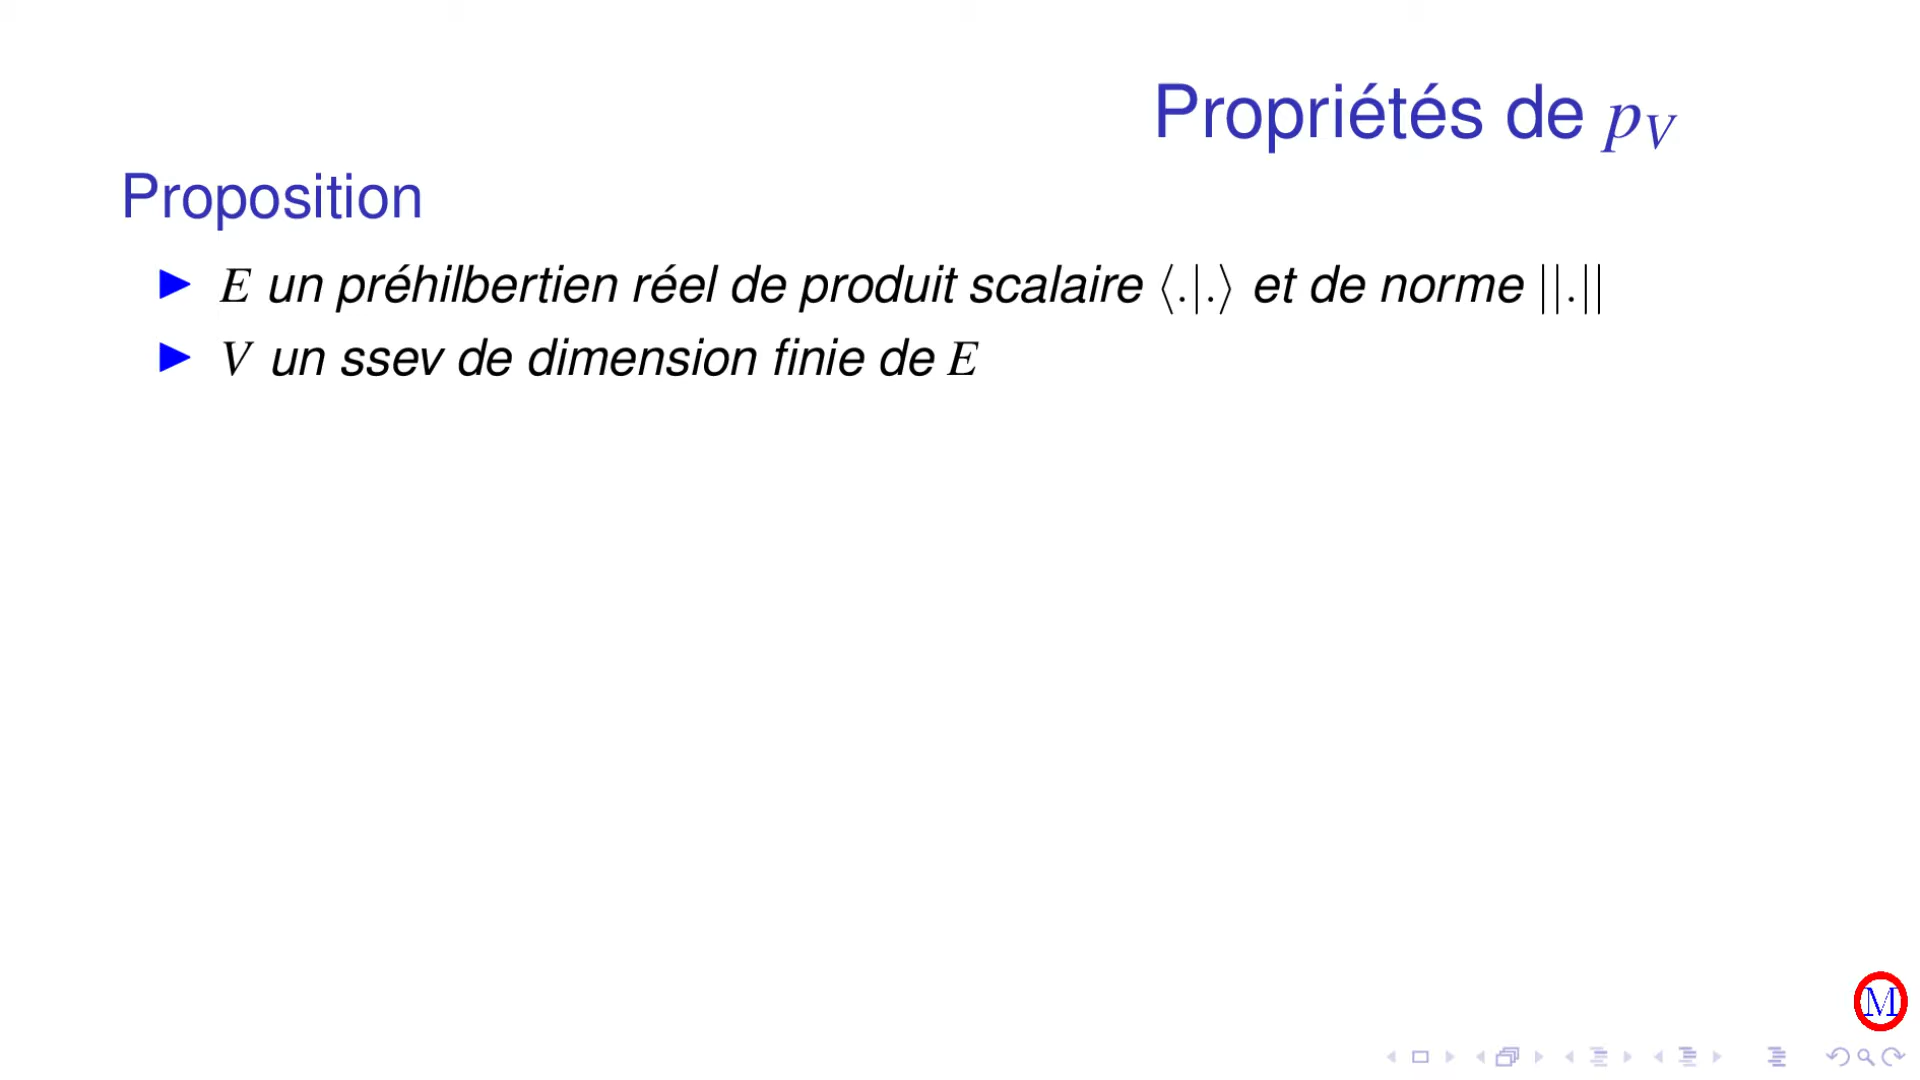 Propriétés de p_V
Proposition
▶ E un préhilbertien réel de produit scalaire ⟨.|.⟩ et de norme ||.||
▶ V un ssev de dimension finie de E
M